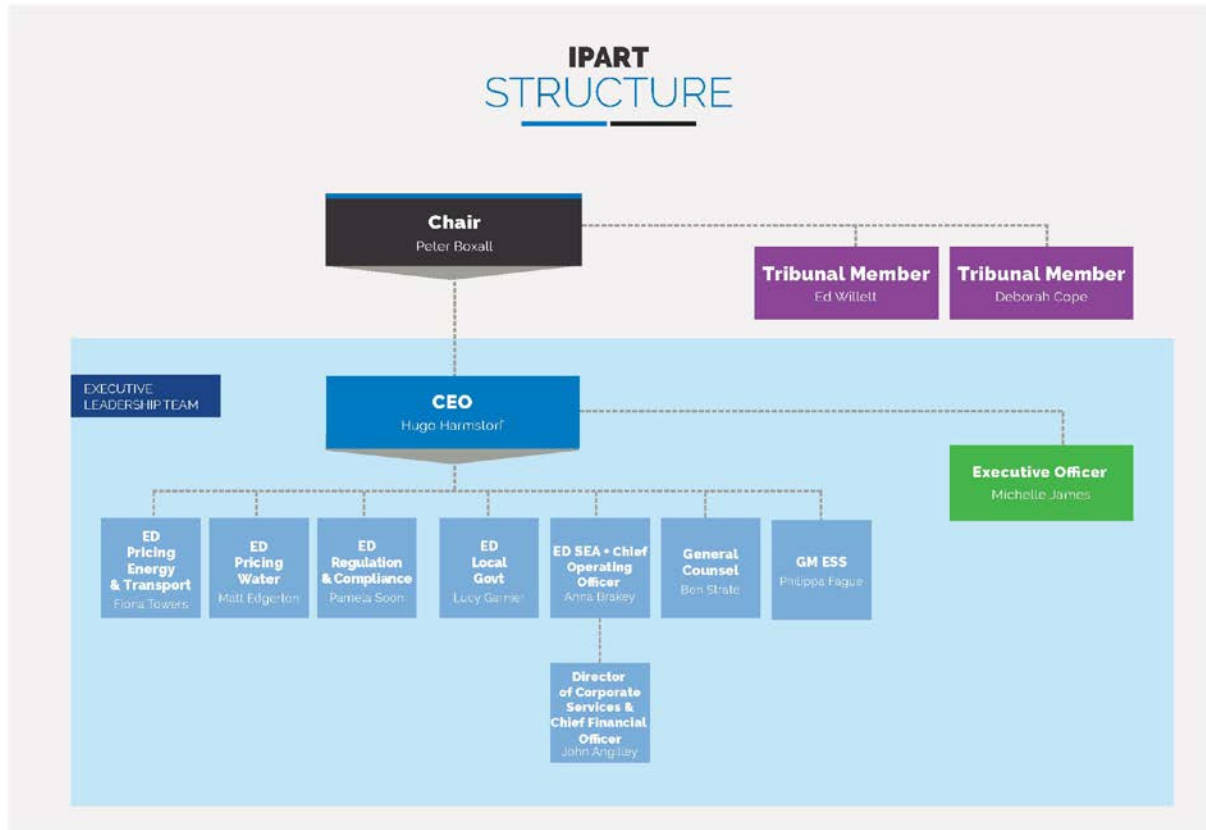 IPART
STRUCTURE
Chair
Peter Boxall
Tribunal Member
Ed Willett
Tribunal Member
Deborah Cope
EXECUTIVE
LEADERSHIP TEAM
CEO
Hugo Harmstorf
Executive Officer
Michelle James
ED
Pricing
Energy
& Transport
Fiona Towers
ED
Pricing
Water
Matt Edgerton
ED
Regulation
& Compliance
Pamela Soon
ED
Local
Govt
Lucy Garnier
ED SEA + Chief
Operating
Officer
Anna Brakey
General
Counsel
Ben Strate
GM ESS
Philippa Fague
Director
of Corporate
Services &
Chief Financial
Officer
John Angilley